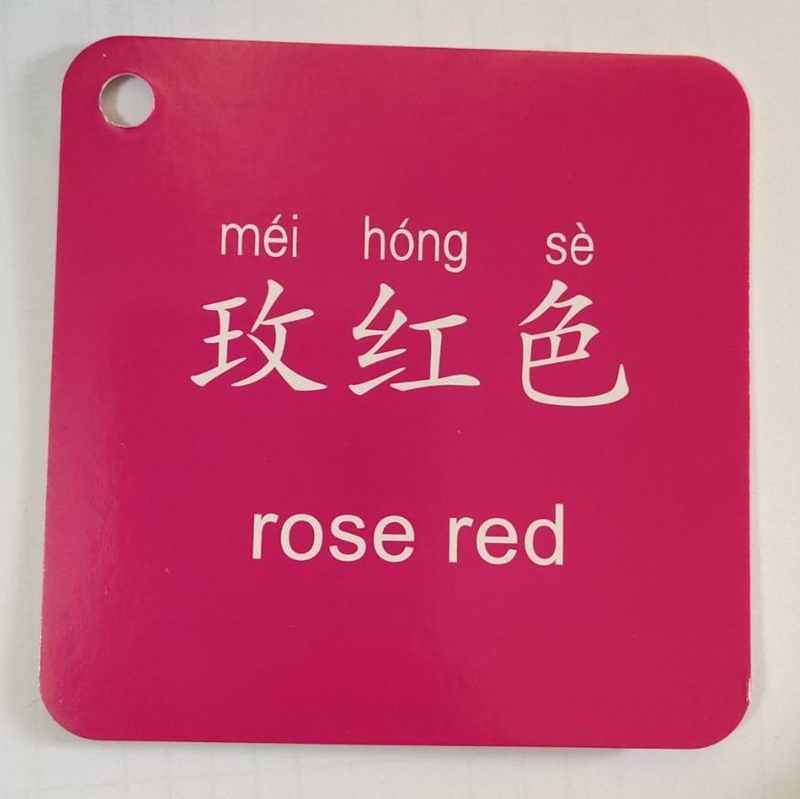 méi hóng sè
玫红色
rose red